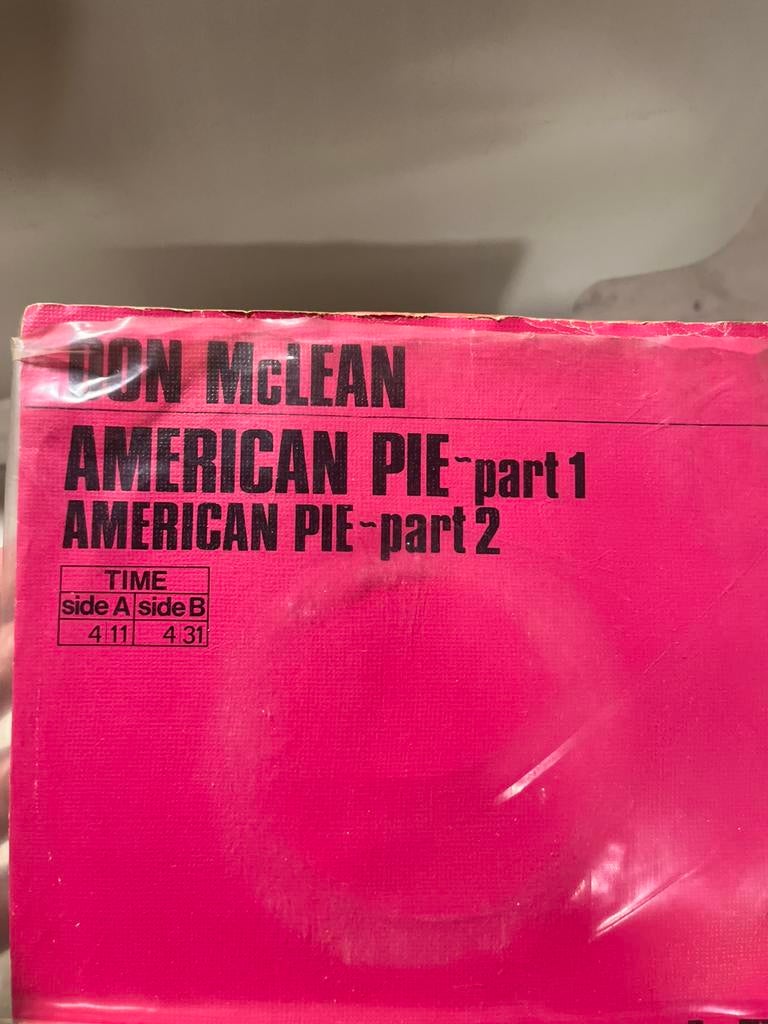 DON McLEAN
AMERICAN PIE~part 1
AMERICAN PIE~part 2
TIME
side A side B
4 11 4 31